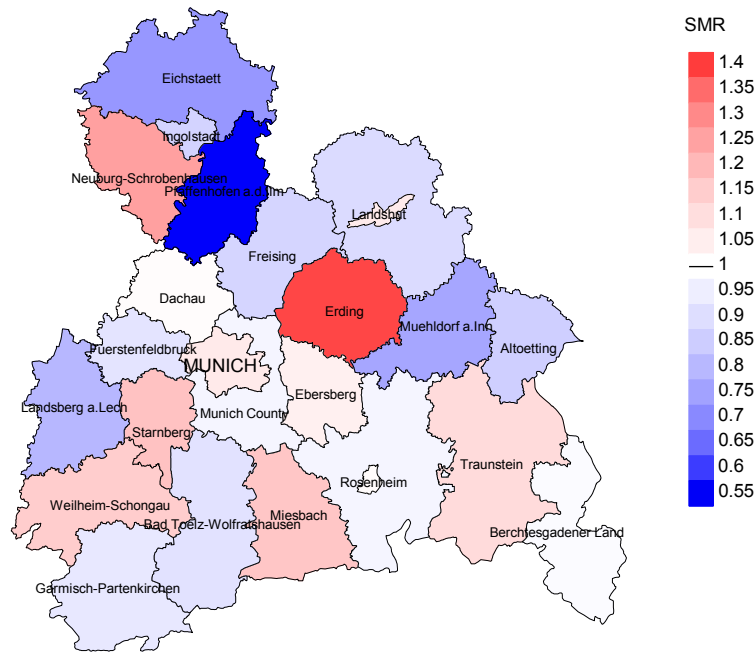 SMR
1.4
1.35
1.3
1.25
1.2
1.15
1.1
1.05
1
0.95
0.9
0.85
0.8
0.75
0.7
0.65
0.6
0.55
Eichstaett
Ingolstadt
Neuburg-Schrobenhausen
Pfaffenhofen a.d.Ilm
Landshut
Freising
Dachau
Erding
Muehldorf a.Inn
Altoetting
Fuerstenfeldbruck
MUNICH
Ebersberg
Landsberg a.Lech
Munich County
Starnberg
Traunstein
Rosenheim
Weilheim-Schongau
Miesbach
Bad Toelz-Wolfratshausen
Berchtesgadener Land
Garmisch-Partenkirchen